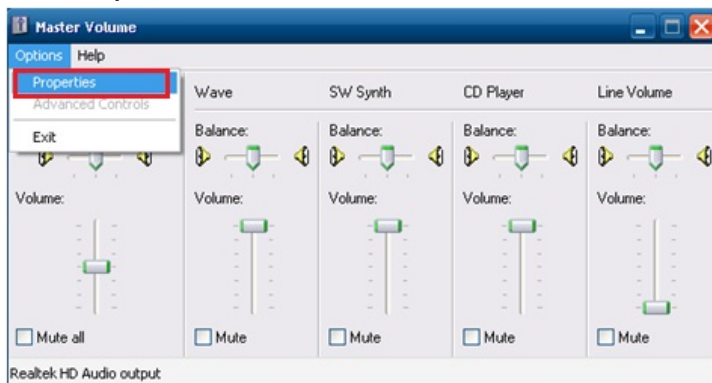 Master Volume
Options Help
Properties
Advanced Controls
Exit
Wave SW Synth CD Player Line Volume
Balance: Balance: Balance: Balance:
Volume: Volume: Volume: Volume: Volume:
Mute all Mute Mute Mute Mute
Realtek HD Audio output